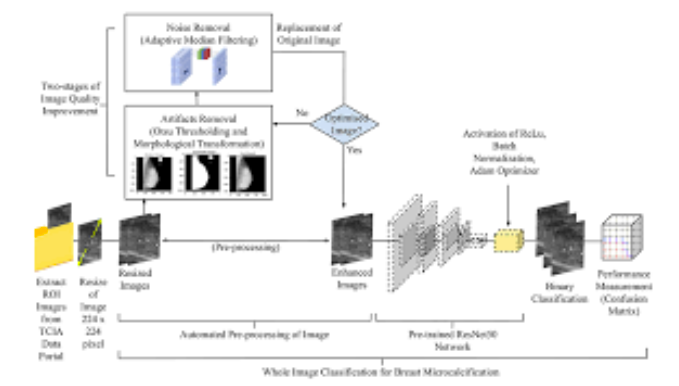 Noise Removal
(Adaptive Median Filtering)
Replacement of
Original Image
Two-stages of
Image Quality
Improvement
Artifacts Removal
(Otsu Thresholding and
Morphological Transformation)
No
Optimized
Image?
Yes
Activation of ReLu,
Batch
Normalization,
Adam Optimizer
(Pre-processing)
Extract
ROI
Images
from
TCIA
Data
Portal
Resize
of
Image
224 x
224
pixel
Resized
Images
Enhanced
Images
Binary
Classification
Performance
Measurement
(Confusion
Matrix)
Automated Pre-processing of Image
Pre-trained ResNet50
Network
Whole Image Classification for Breast Microcalcification